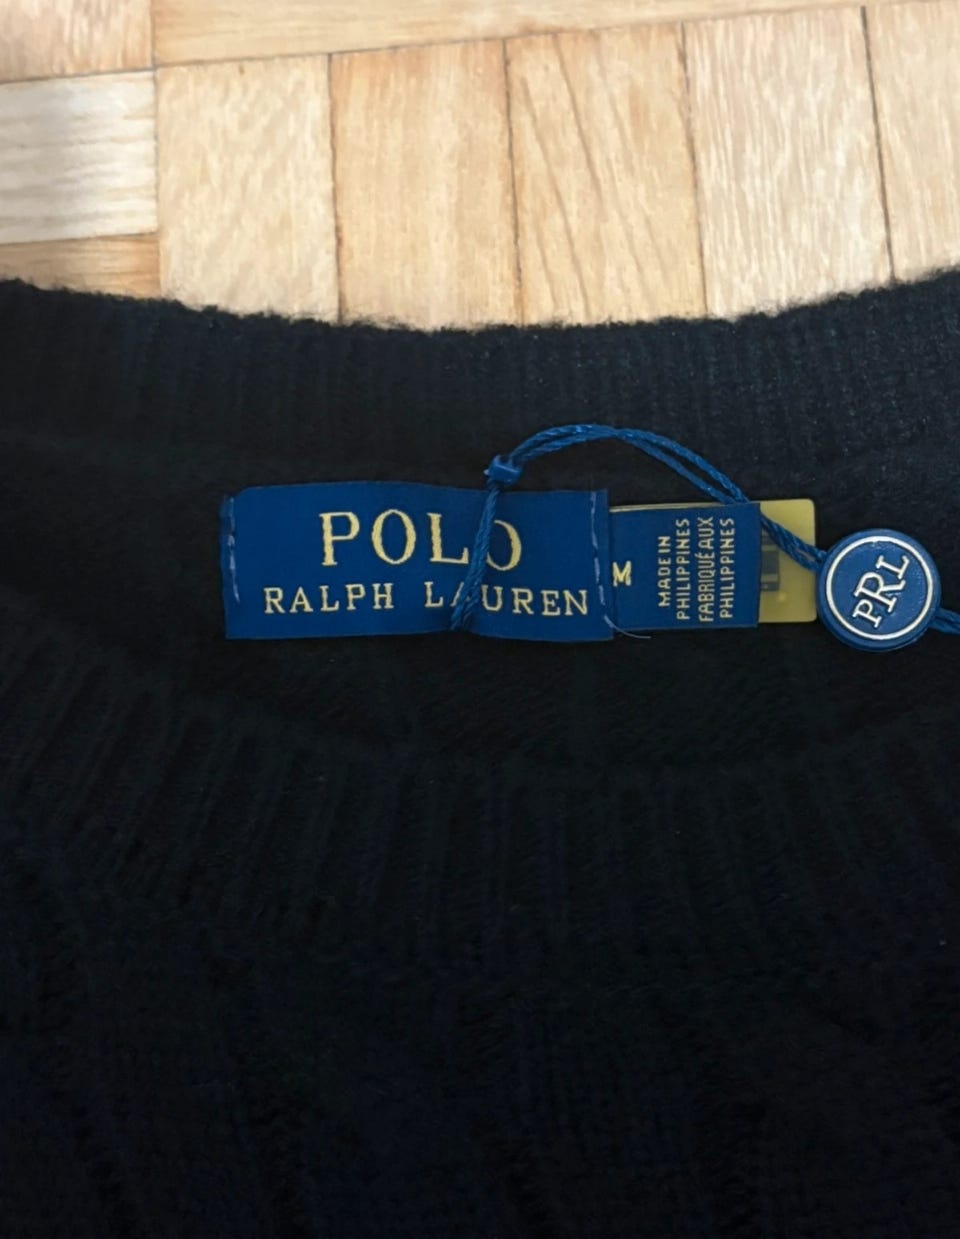 POLO
RALPH LAUREN
M
MADE IN
PHILIPPINES
FABRIQUÉ AUX
PHILIPPINES
PRL